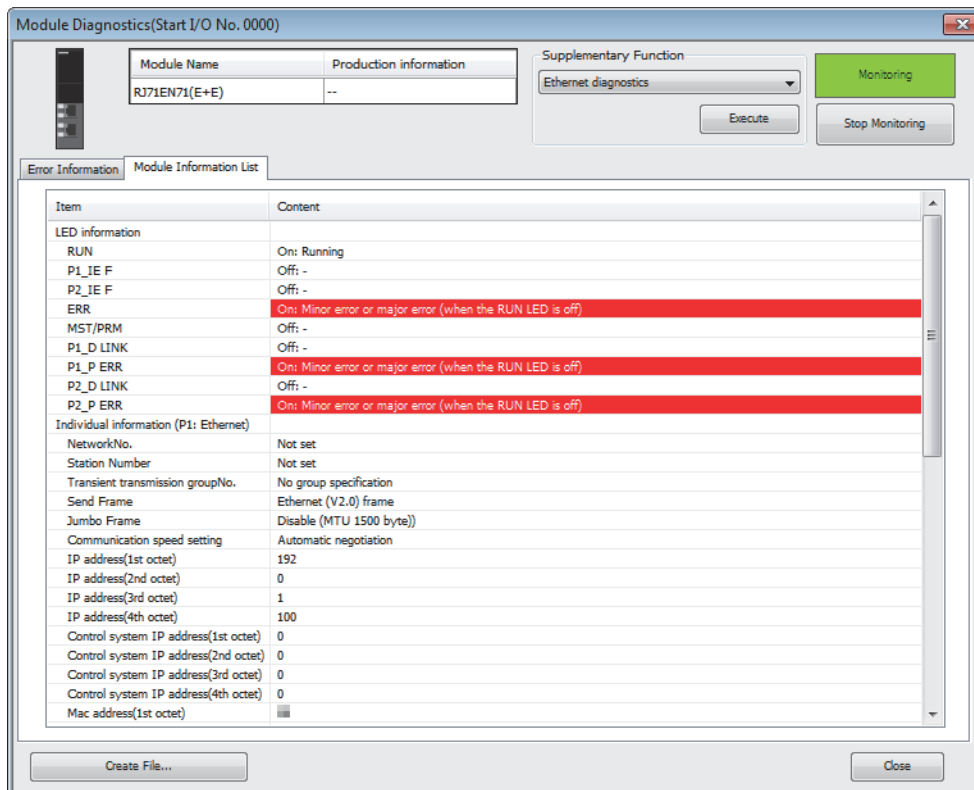 Module Diagnostics(Start I/O No. 0000)
Module Name Production information
RJ71EN71(E+E) --
Supplementary Function
Ethernet diagnostics
Execute
Monitoring
Stop Monitoring
Error Information Module Information List
Item Content
LED information
RUN On: Running
P1_IE F Off: -
P2_IE F Off: -
ERR On: Minor error or major error (when the RUN LED is off)
MST/PRM Off: -
P1_D LINK Off: -
P1_P ERR On: Minor error or major error (when the RUN LED is off)
P2_D LINK Off: -
P2_P ERR On: Minor error or major error (when the RUN LED is off)
Individual information (P1: Ethernet)
NetworkNo. Not set
Station Number Not set
Transient transmission groupNo. No group specification
Send Frame Ethernet (V2.0) frame
Jumbo Frame Disable (MTU 1500 byte))
Communication speed setting Automatic negotiation
IP address(1st octet) 192
IP address(2nd octet) 0
IP address(3rd octet) 1
IP address(4th octet) 100
Control system IP address(1st octet) 0
Control system IP address(2nd octet) 0
Control system IP address(3rd octet) 0
Control system IP address(4th octet) 0
Mac address(1st octet)
Create File... Close